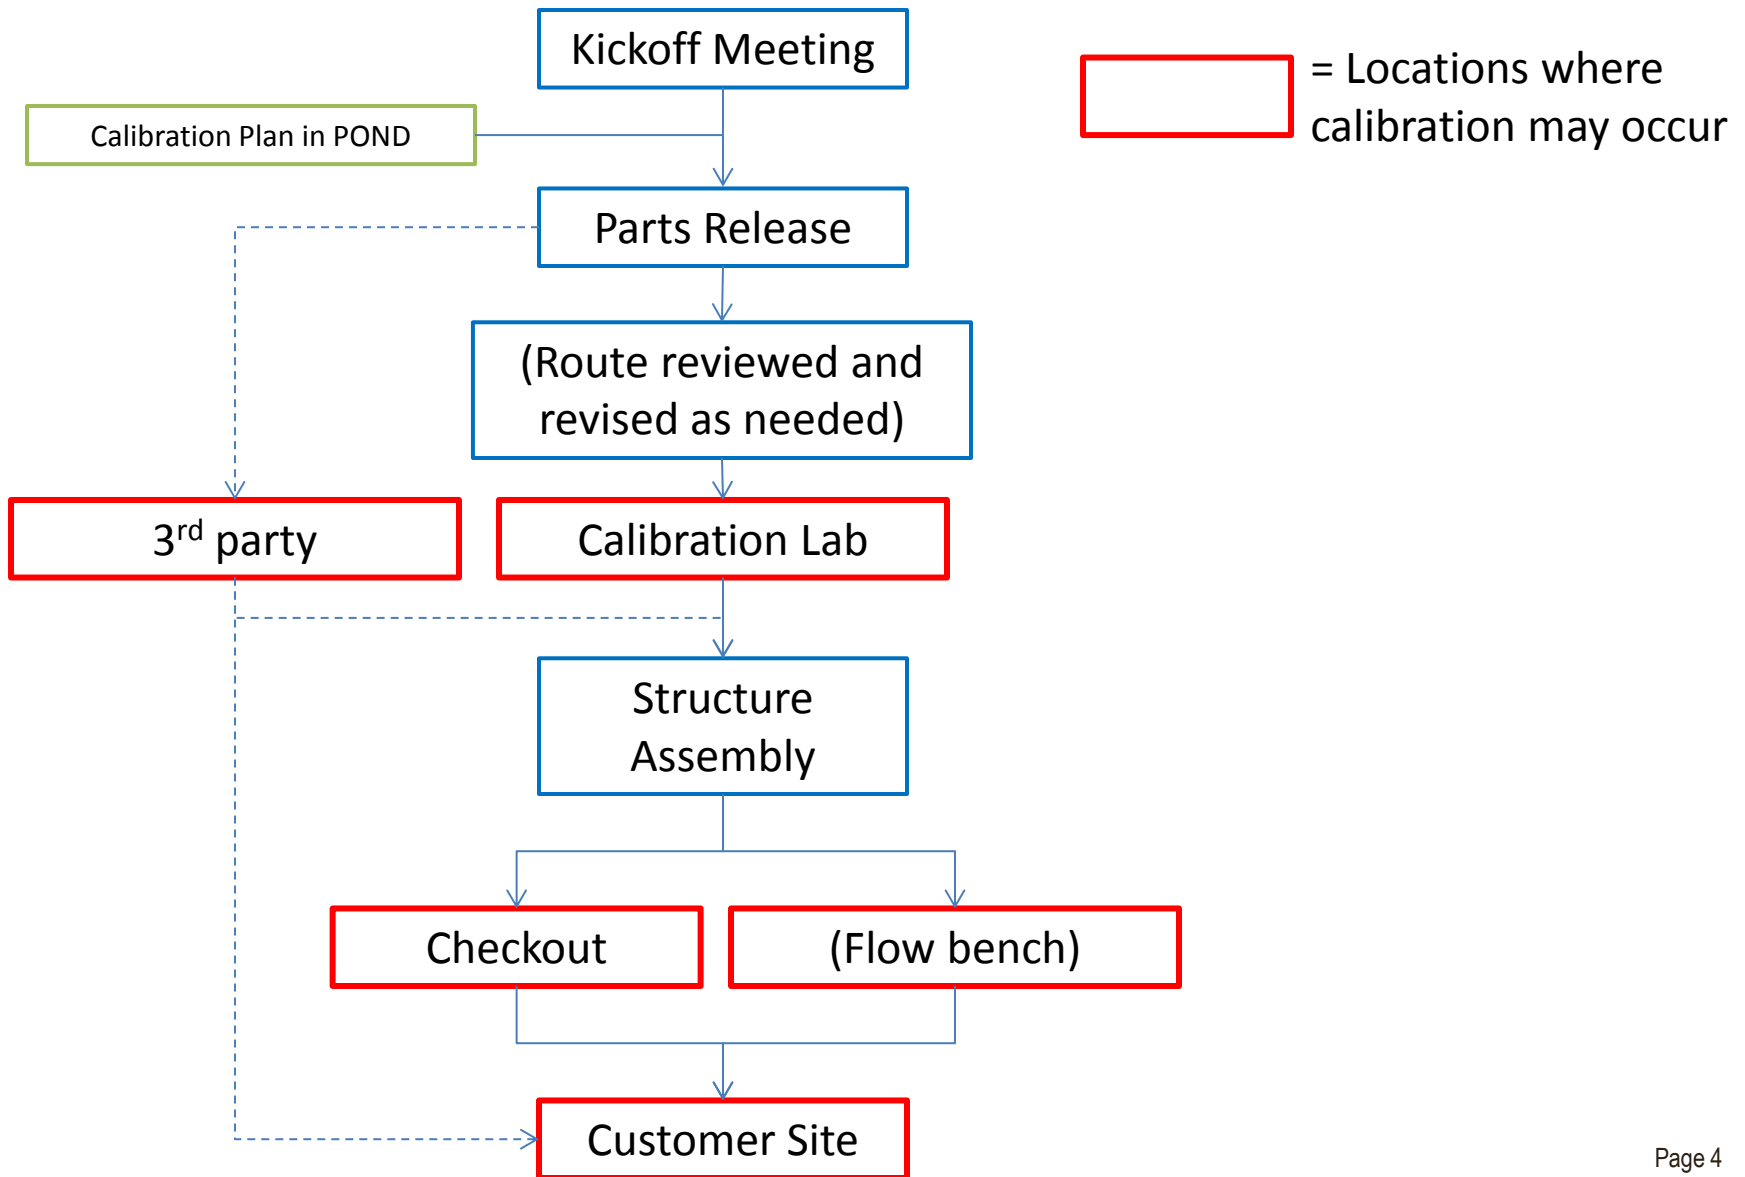 Kickoff Meeting
= Locations where
calibration may occur
Calibration Plan in POND
Parts Release
(Route reviewed and
revised as needed)
3rd party
Calibration Lab
Structure
Assembly
Checkout
(Flow bench)
Customer Site
Page 4